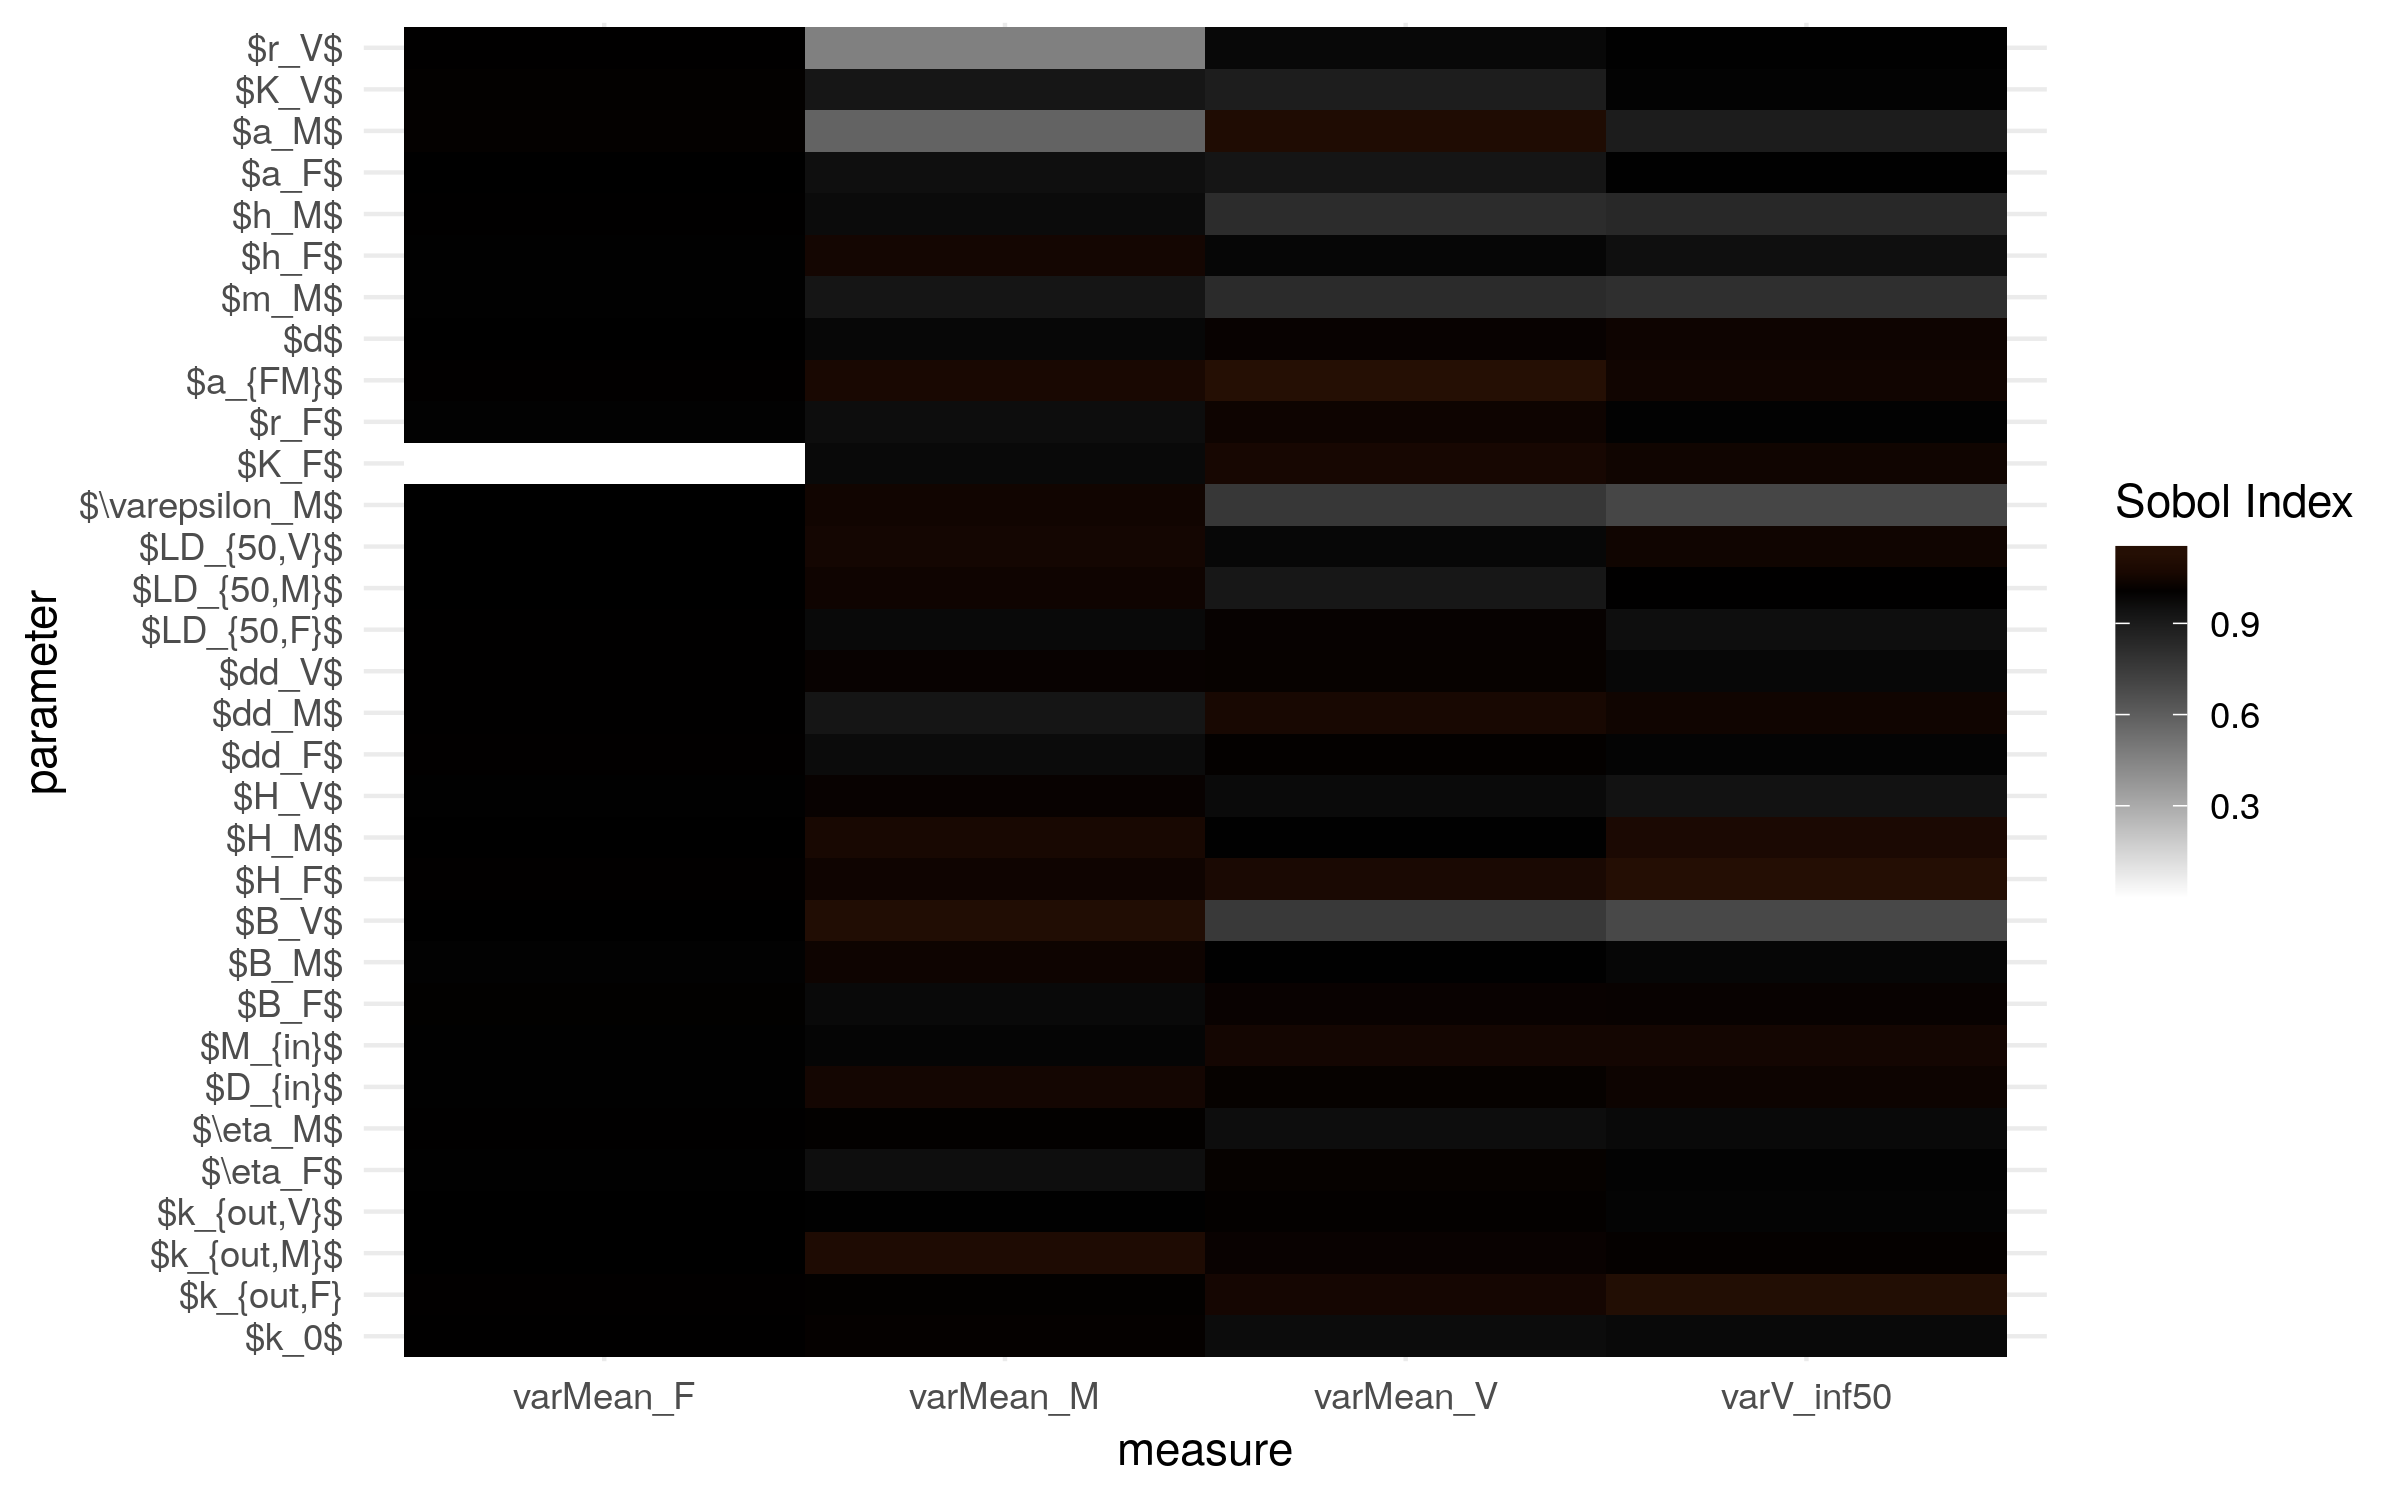 $r_V$
$K_V$
$a_M$
$a_F$
$h_M$
$h_F$
$m_M$
$d$
$a_{FM}$
$r_F$
$K_F$
$\varepsilon_M$
$LD_{50,V}$
$LD_{50,M}$
$LD_{50,F}$
$dd_V$
$dd_M$
$dd_F$
$H_V$
$H_M$
$H_F$
$B_V$
$B_M$
$B_F$
$M_{in}$
$D_{in}$
$\eta_M$
$\eta_F$
$k_{out,V}$
$k_{out,M}$
$k_{out,F}
$k_0$
parameter
varMean_F varMean_M varMean_V varV_inf50
measure
Sobol Index
0.9
0.6
0.3